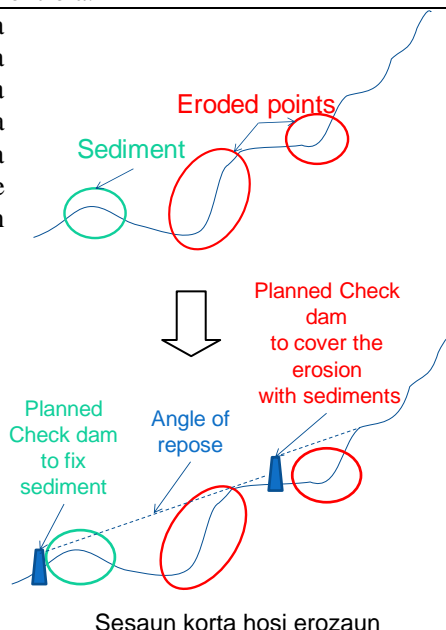 Eroded points
Sediment
Planned Check
dam
to cover the
erosion
with sediments
Planned
Check dam
to fix
sediment
Angle of
repose
Sesaun korta hosi erozaun